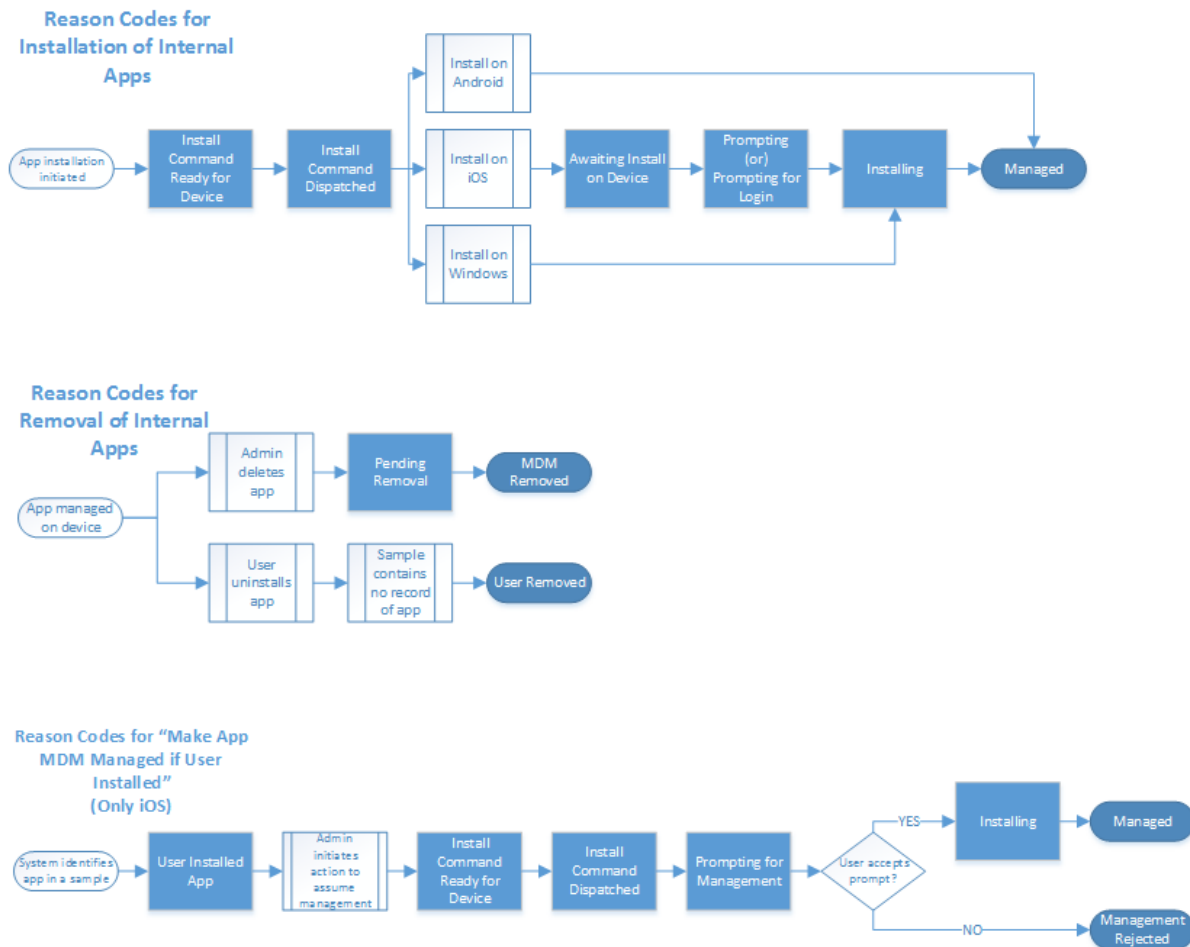 Reason Codes for
Installation of Internal
Apps
Install on
Android
App installation
initiated
Install
Command
Ready for
Device
Install
Command
Dispatched
Install on
iOS
Awaiting Install
on Device
Prompting
(or)
Prompting for
Login
Installing
Managed
Install on
Windows
Reason Codes for
Removal of Internal
Apps
App managed
on device
Admin
deletes
app
Pending
Removal
MDM
Removed
User
uninstalls
app
Sample
contains
no record
of app
User Removed
Reason Codes for “Make App
MDM Managed if User
Installed”
(Only iOS)
System identifies
app in a sample
User Installed
App
Admin
initiates
action to
assume
management
Install
Command
Ready for
Device
Install
Command
Dispatched
Prompting for
Management
User accepts
prompt?
YES
Installing
Managed
NO
Management
Rejected